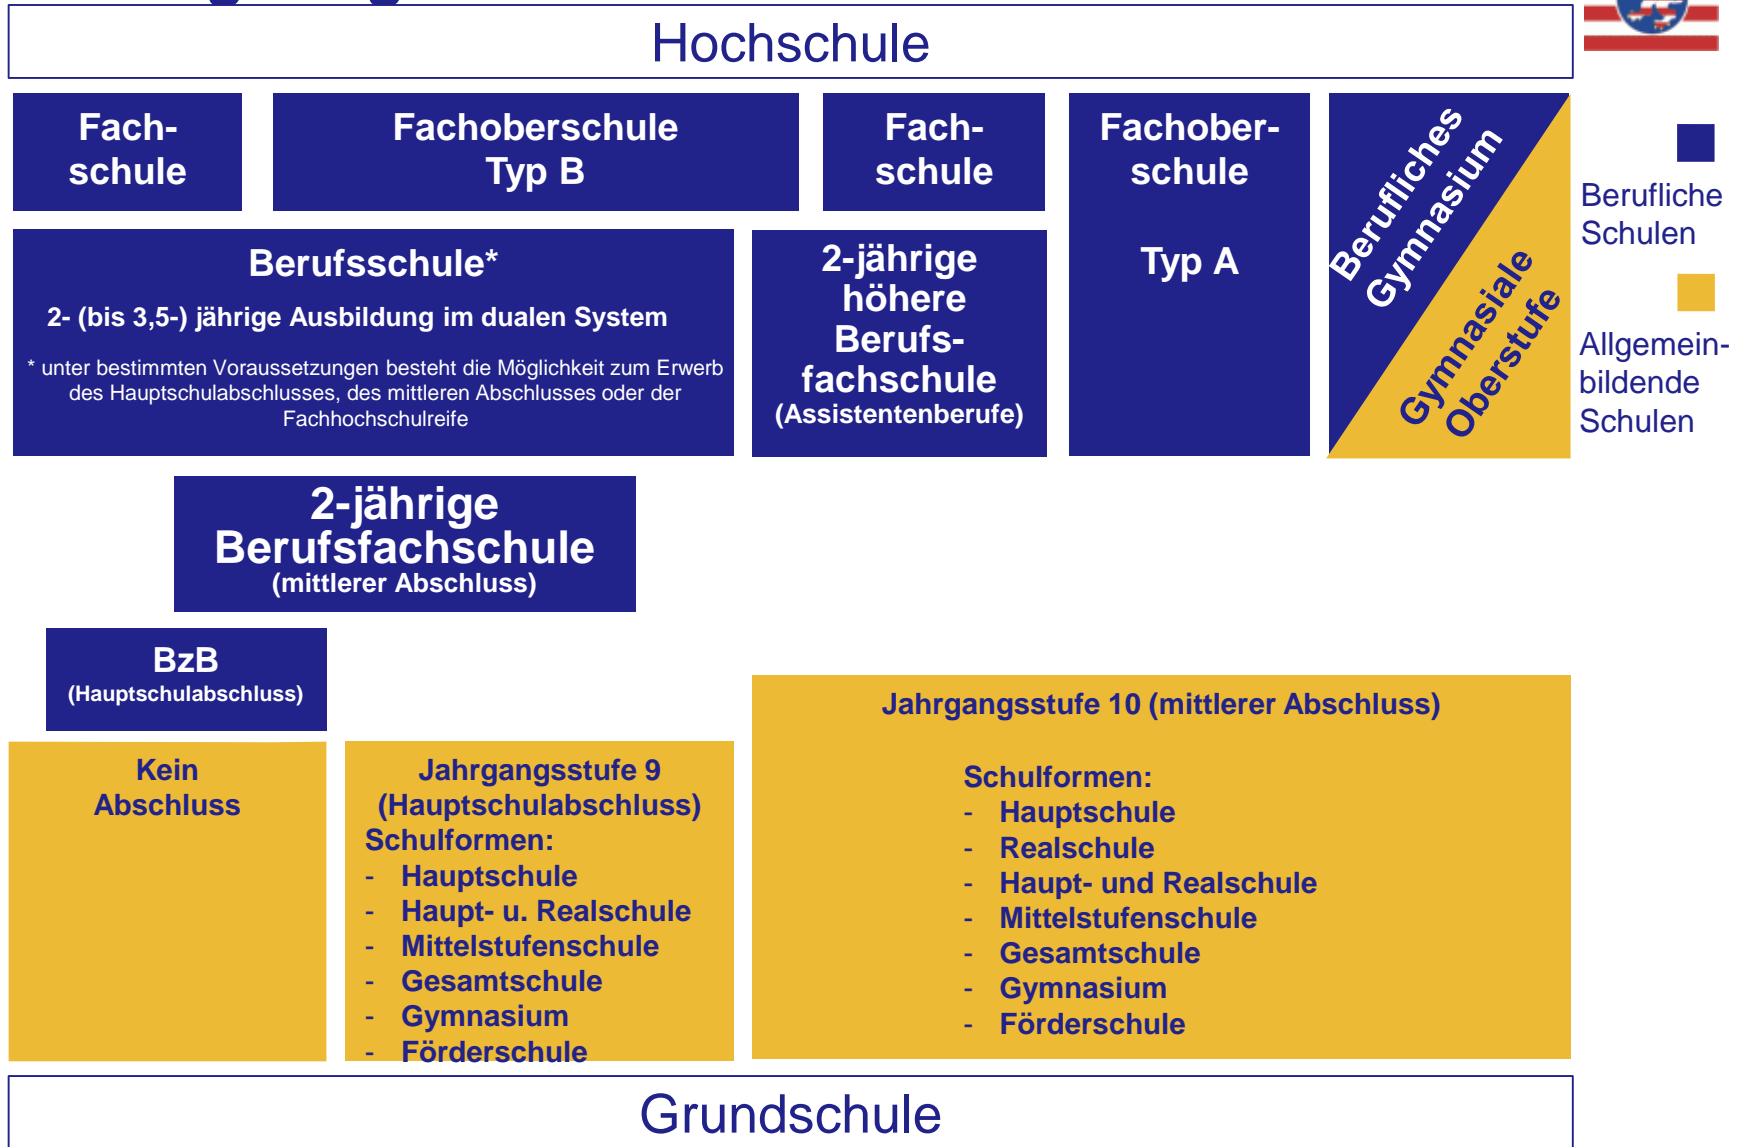 Hochschule
Fach-
schule
Fachoberschule
Typ B
Fach-
schule
Fachober-
schule
Typ A
Berufliches
Gymnasium
Gymnasiale
Oberstufe
Berufliche
Schulen
Allgemein-
bildende
Schulen
Berufsschule*
2- (bis 3,5-) jährige Ausbildung im dualen System
* unter bestimmten Voraussetzungen besteht die Möglichkeit zum Erwerb
des Hauptschulabschlusses, des mittleren Abschlusses oder der
Fachhochschulreife
2-jährige
höhere
Berufs-
fachschule
(Assistentenberufe)
2-jährige
Berufsfachschule
(mittlerer Abschluss)
BzB
(Hauptschulabschluss)
Kein
Abschluss
Jahrgangsstufe 9
(Hauptschulabschluss)
Schulformen:
- Hauptschule
- Haupt- u. Realschule
- Mittelstufenschule
- Gesamtschule
- Gymnasium
- Förderschule
Jahrgangsstufe 10 (mittlerer Abschluss)
Schulformen:
- Hauptschule
- Realschule
- Haupt- und Realschule
- Mittelstufenschule
- Gesamtschule
- Gymnasium
- Förderschule
Grundschule